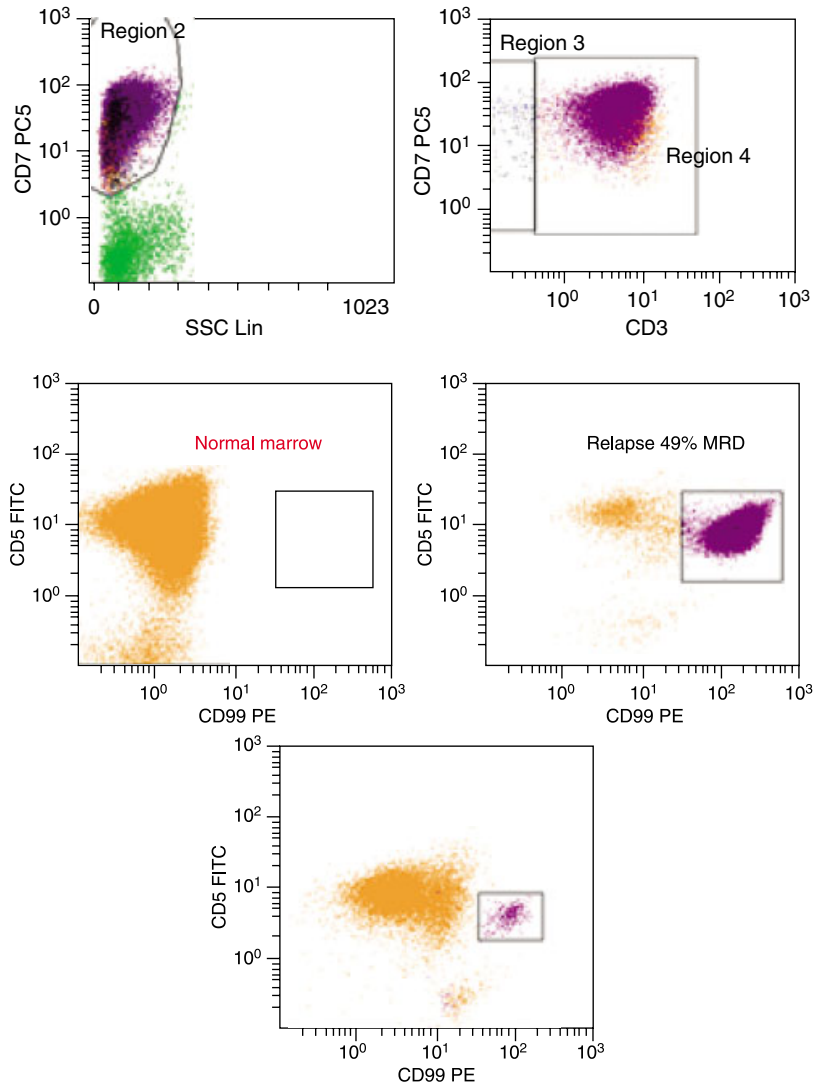 10³
10²
10¹
10⁰
CD7 PC5
Region 2
0
1023
SSC Lin
10³
10²
10¹
10⁰
CD7 PC5
Region 3
Region 4
10⁰
10¹
10²
10³
CD3
10³
10²
10¹
10⁰
CD5 FITC
Normal marrow
10⁰
10¹
10²
10³
CD99 PE
10³
10²
10¹
10⁰
CD5 FITC
Relapse 49% MRD
10⁰
10¹
10²
10³
CD99 PE
10³
10²
10¹
10⁰
CD5 FITC
10⁰
10¹
10²
10³
CD99 PE